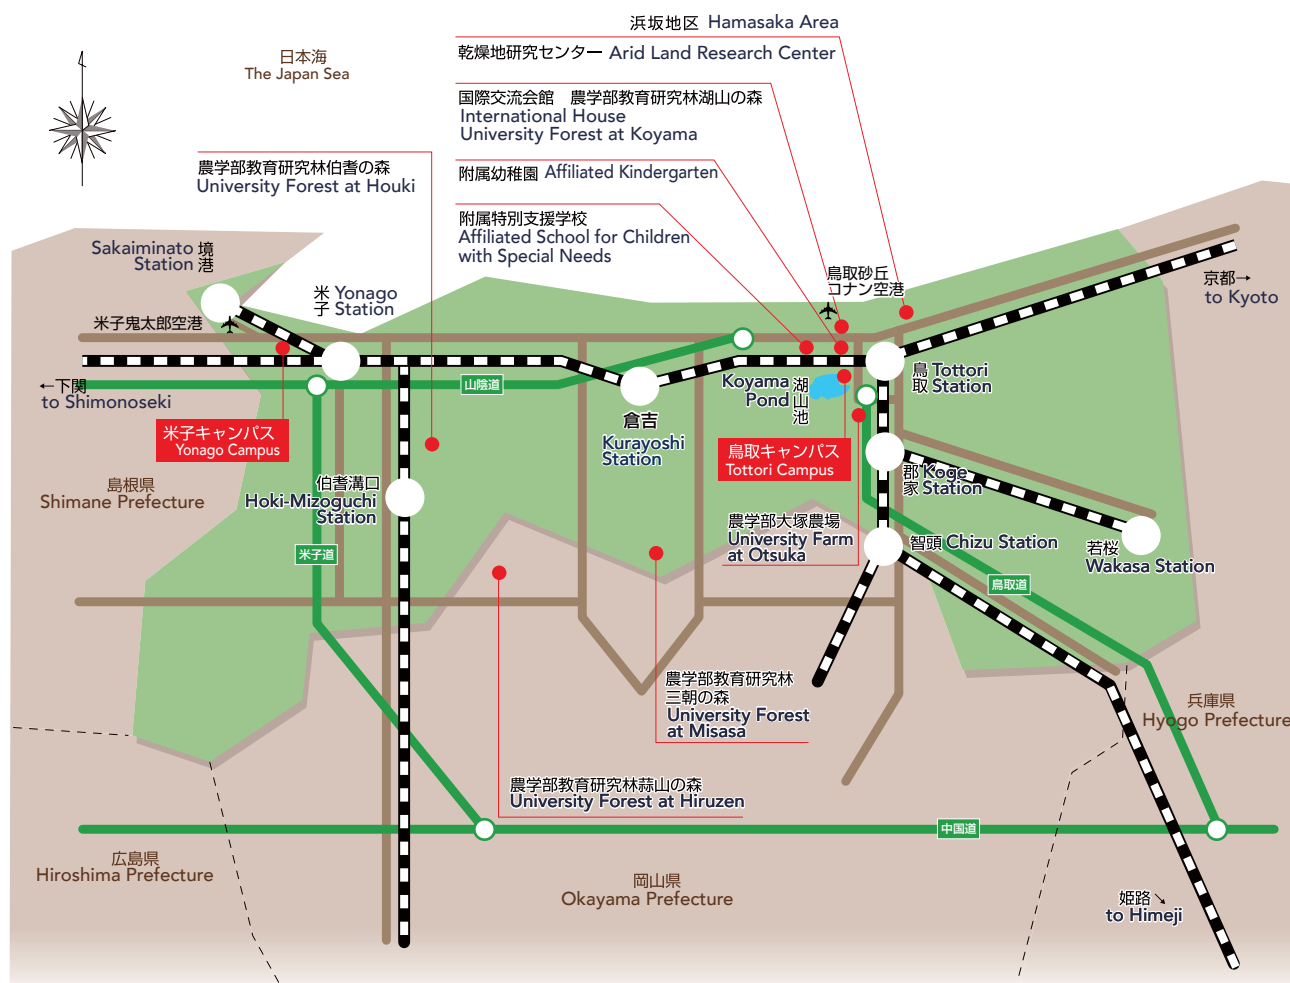 浜坂地区 Hamasaka Area
日本海
The Japan Sea
乾燥地研究センター Arid Land Research Center
国際交流会館　農学部教育研究林湖山の森
International House
University Forest at Koyama
農学部教育研究林伯耆の森
University Forest at Houki
附属幼稚園 Affiliated Kindergarten
附属特別支援学校
Affiliated School for Children
with Special Needs
Sakaiminato 境港
Station
米子 Yonago
Station
鳥取砂丘
コナン空港
京都→
to Kyoto
米子鬼太郎空港
←下関
to Shimonoseki
山陰道
Koyama
Pond
湖山池
鳥取 Tottori
Station
倉吉
Kurayoshi
Station
米子キャンパス
Yonago Campus
鳥取キャンパス
Tottori Campus
郡家 Koge
Station
島根県
Shimane Prefecture
伯耆溝口
Hoki-Mizoguchi
Station
農学部大塚農場
University Farm
at Otsuka
智頭 Chizu Station
若桜
Wakasa Station
米子道
鳥取道
農学部教育研究林
三朝の森
University Forest
at Misasa
兵庫県
Hyogo Prefecture
農学部教育研究林蒜山の森
University Forest at Hiruzen
中国道
広島県
Hiroshima Prefecture
岡山県
Okayama Prefecture
姫路↘
to Himeji